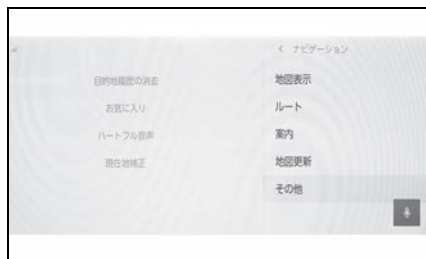 目的地履歴の消去
お気に入り
ハートフル音声
現在地補正
< ナビゲーション
地図表示
ルート
案内
地図更新
その他